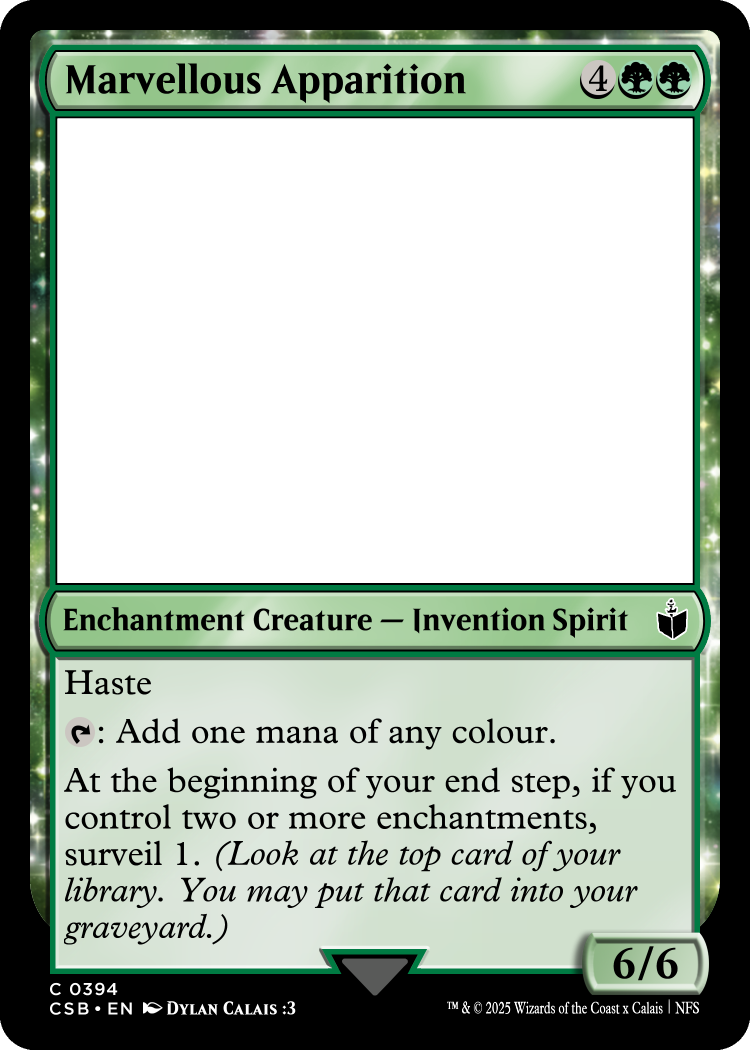 Marvellous Apparition 4
Enchantment Creature — Invention Spirit
Haste
: Add one mana of any colour.
At the beginning of your end step, if you
control two or more enchantments,
surveil 1. (Look at the top card of your
library. You may put that card into your
graveyard.)
6/6
C 0394
CSB • EN Dylan Calais :3
™ & © 2025 Wizards of the Coast x Calais | NFS